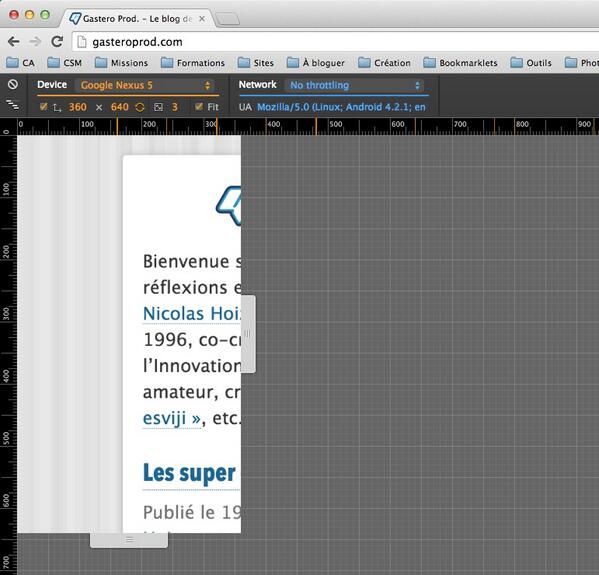 Gastero Prod. – Le blog de
gasteroprod.com
CA CSM Missions Formations Sites À bloguer Création Bookmarklets Outils Phot
Device Google Nexus 5 Network No throttling
360 × 640 3 Fit UA Mozilla/5.0 (Linux; Android 4.2.1; en
0 100 200 300 400 500 600 700 800 900
0
100
200
300
400
500
600
700
Bienvenue s
réflexions e
Nicolas Hoi
1996, co-c
l’Innovation
amateur, cr
esviji », etc.
Les super
Publié le 19